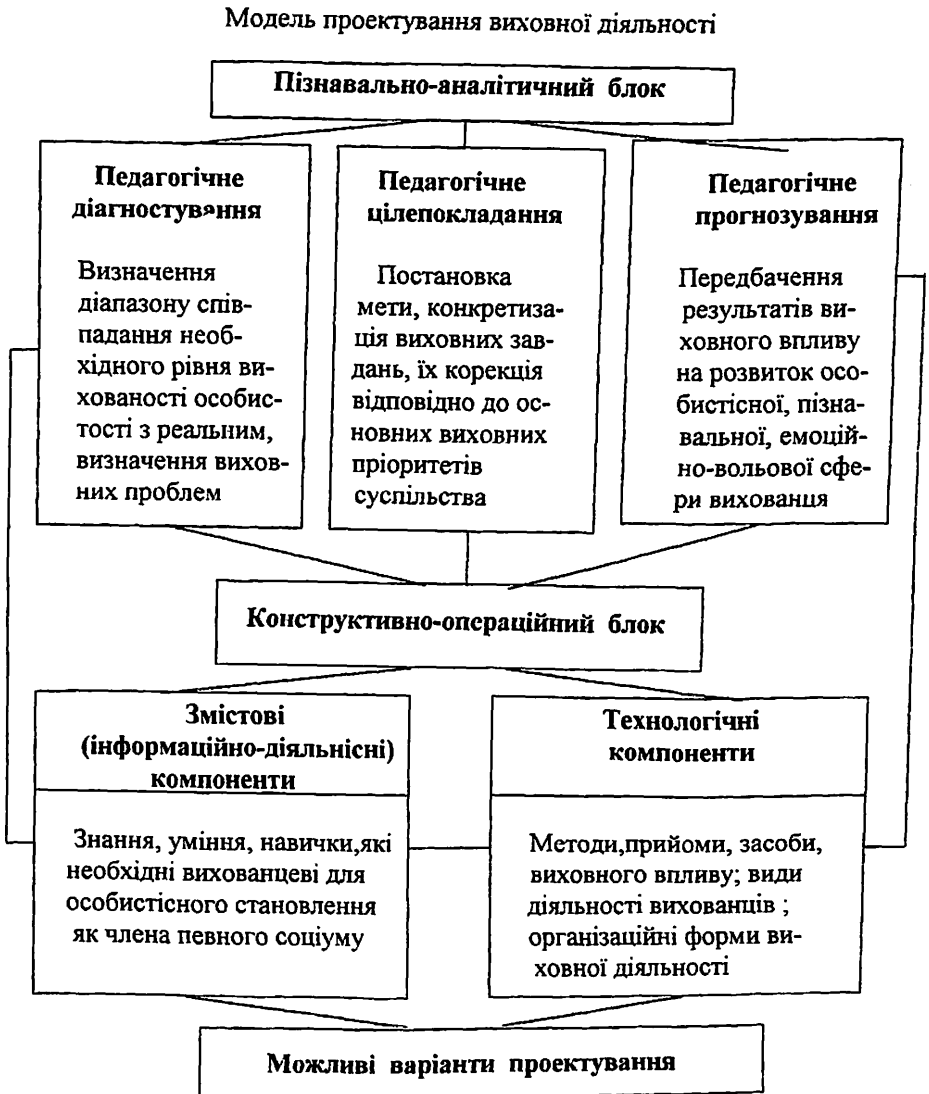 Модель проектування виховної діяльності
Пізнавально-аналітичний блок
Педагогічне
діагностування
Визначення
діапазону спів-
падання необ-
хідного рівня ви-
хованості особис-
тості з реальним,
визначення вихов-
них проблем
Педагогічне
цілепокладання
Постановка
мети, конкретиза-
ція виховних зав-
дань, їх корекція
відповідно до ос-
новних виховних
пріоритетів
суспільства
Педагогічне
прогнозування
Передбачення
результатів ви-
ховного впливу
на розвиток осо-
бистісної, пізна-
вальної, емоцій-
но-вольової сфе-
ри вихованця
Конструктивно-операційний блок
Змістові
(інформаційно-діяльнісні)
компоненти
Знання, уміння, навички,які
необхідні вихованцеві для
особистісного становлення
як члена певного соціуму
Технологічні
компоненти
Методи,прийоми, засоби,
виховного впливу; види
діяльності вихованців ;
організаційні форми ви-
ховної діяльності
Можливі варіанти проектування